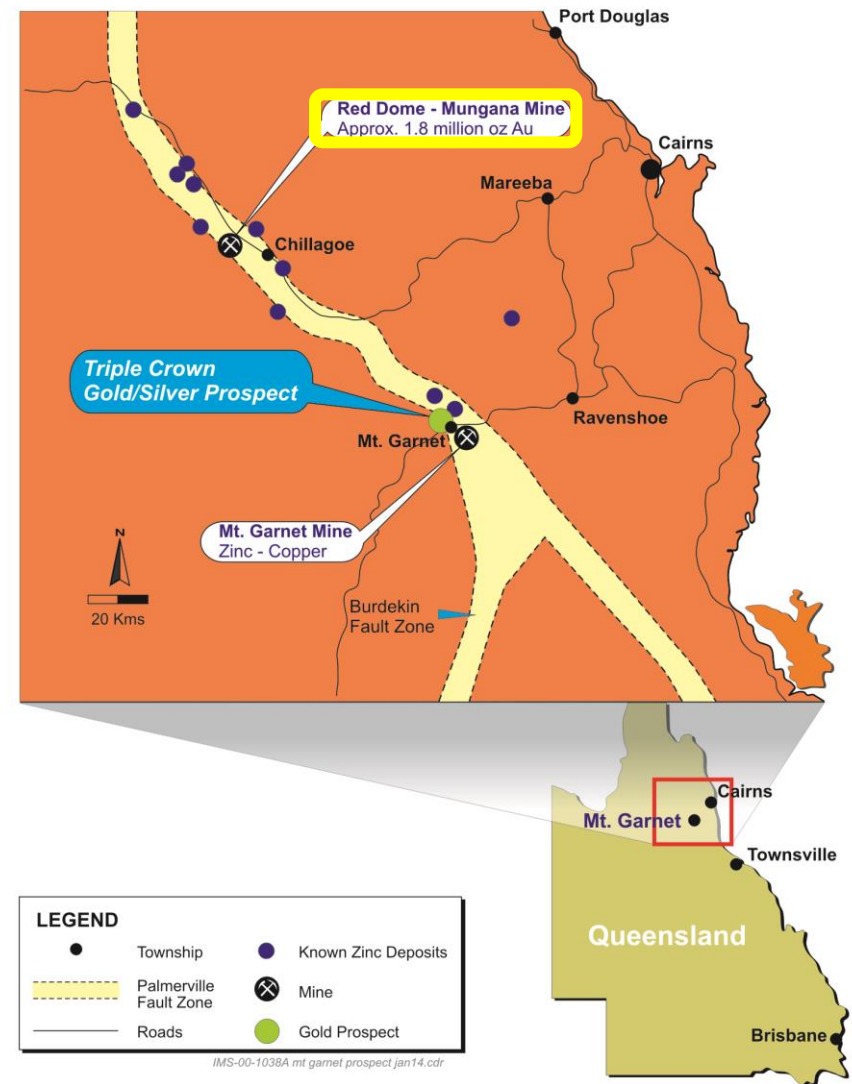 Port Douglas
Red Dome - Mungana Mine
Approx. 1.8 million oz Au
Cairns
Mareeba
Chillagoe
Triple Crown
Gold/Silver Prospect
Ravenshoe
Mt. Garnet
Mt. Garnet Mine
Zinc - Copper
N
20 Kms
Burdekin
Fault Zone
Cairns
Mt. Garnet
Townsville
Queensland
Brisbane
LEGEND
Township
Known Zinc Deposits
Palmerville
Fault Zone
Mine
Roads
Gold Prospect
IMS-00-1038A mt garnet prospect jan14.cdr